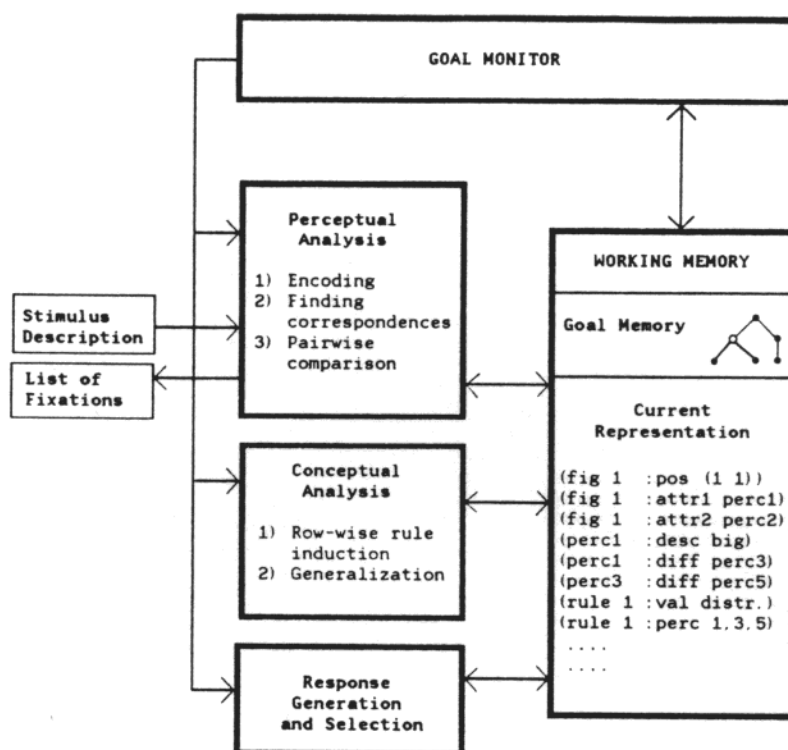 GOAL MONITOR
Perceptual
Analysis
1) Encoding
2) Finding
correspondences
3) Pairwise
comparison
Stimulus
Description
List of
Fixations
Conceptual
Analysis
1) Row-wise rule
induction
2) Generalization
Response
Generation
and Selection
WORKING MEMORY
Goal Memory
Current
Representation
(fig 1 :pos (1 1))
(fig 1 :attr1 perc1)
(fig 1 :attr2 perc2)
(perc1 :desc big)
(perc1 :diff perc3)
(perc3 :diff perc5)
(rule 1 :val distr.)
(rule 1 :perc 1,3,5)
....
....